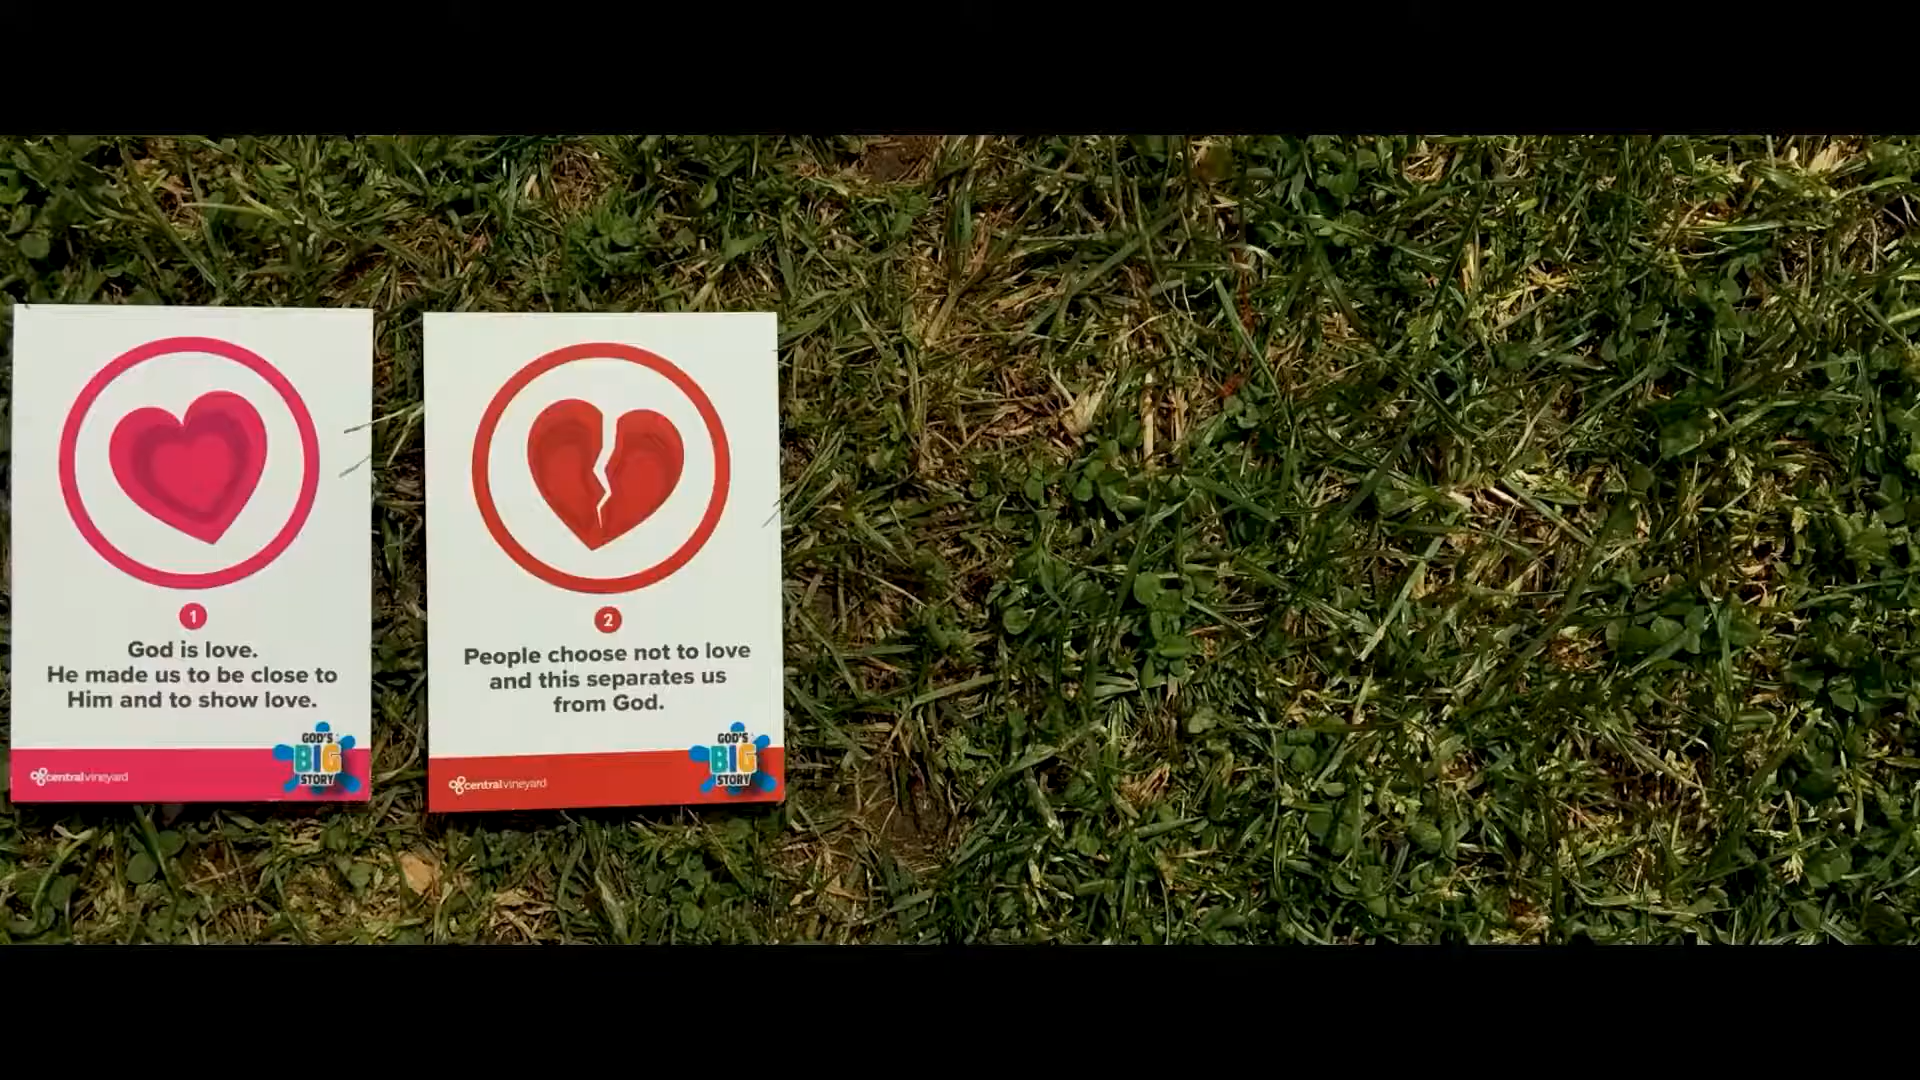 1
God is love.
He made us to be close to
Him and to show love.
centralvineyard
GOD'S
BIG
STORY
2
People choose not to love
and this separates us
from God.
centralvineyard
GOD'S
BIG
STORY